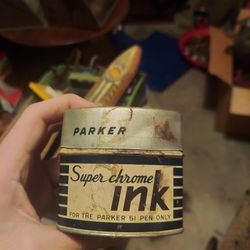 PARKER
Super chrome
ink
FOR THE PARKER 51 PEN ONLY